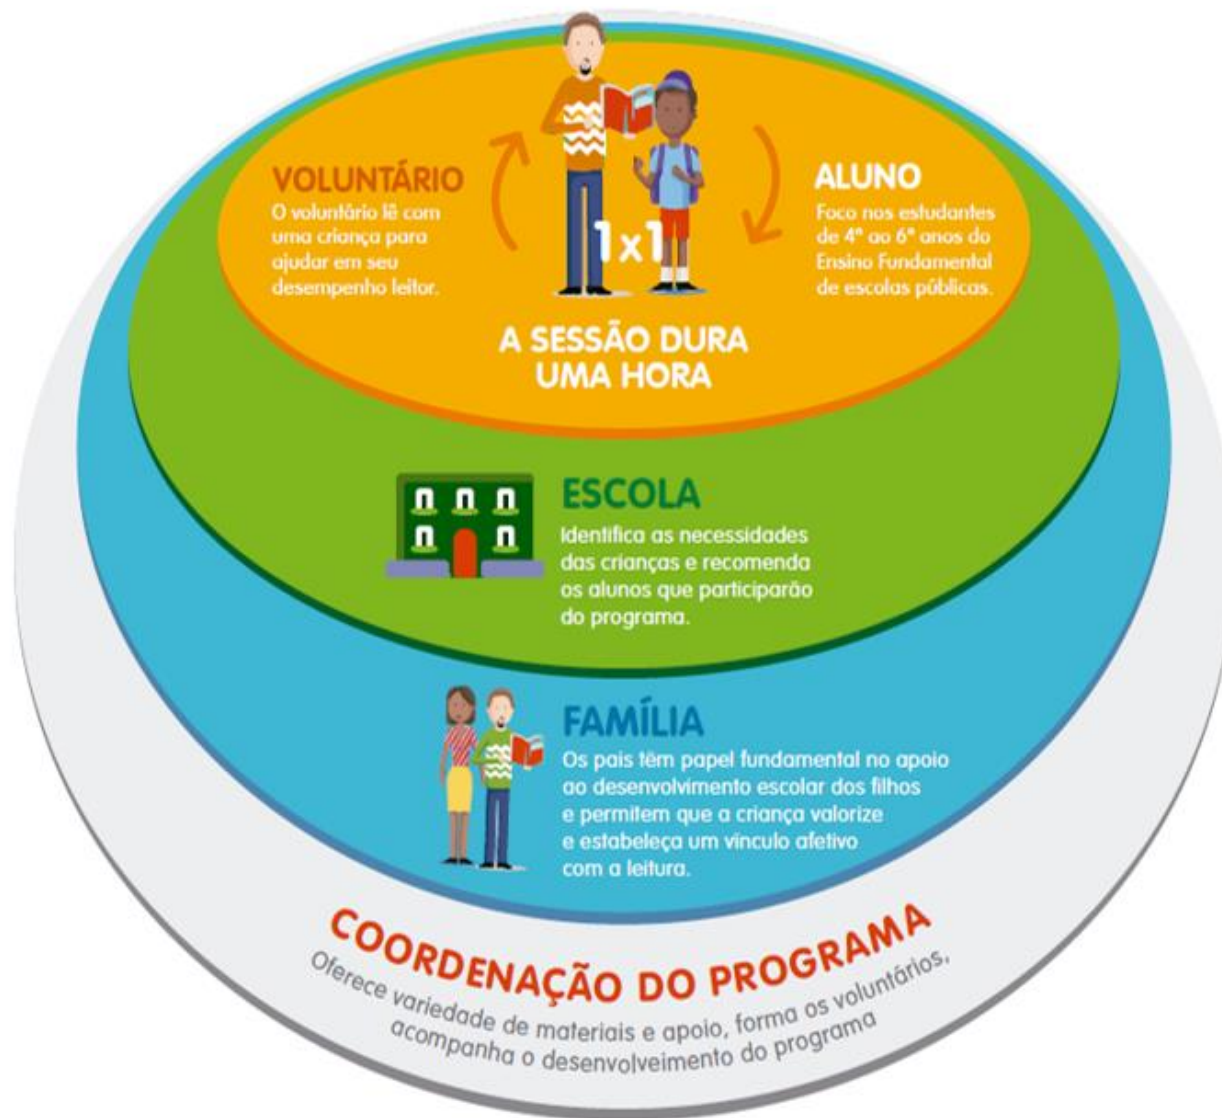 VOLUNTÁRIO
O voluntário lê com
uma criança para
ajudar em seu
desempenho leitor.
1x1
ALUNO
Foco nos estudantes
de 4º ao 6º anos do
Ensino Fundamental
de escolas públicas.
A SESSÃO DURA
UMA HORA
ESCOLA
Identifica as necessidades
das crianças e recomenda
os alunos que participarão
do programa.
FAMÍLIA
Os pais têm papel fundamental no apoio
ao desenvolvimento escolar dos filhos
e permitem que a criança valorize
e estabeleça um vínculo afetivo
com a leitura.
COORDENAÇÃO DO PROGRAMA
Oferece variedade de materiais e apoio, forma os voluntários,
acompanha o desenvolveimento do programa